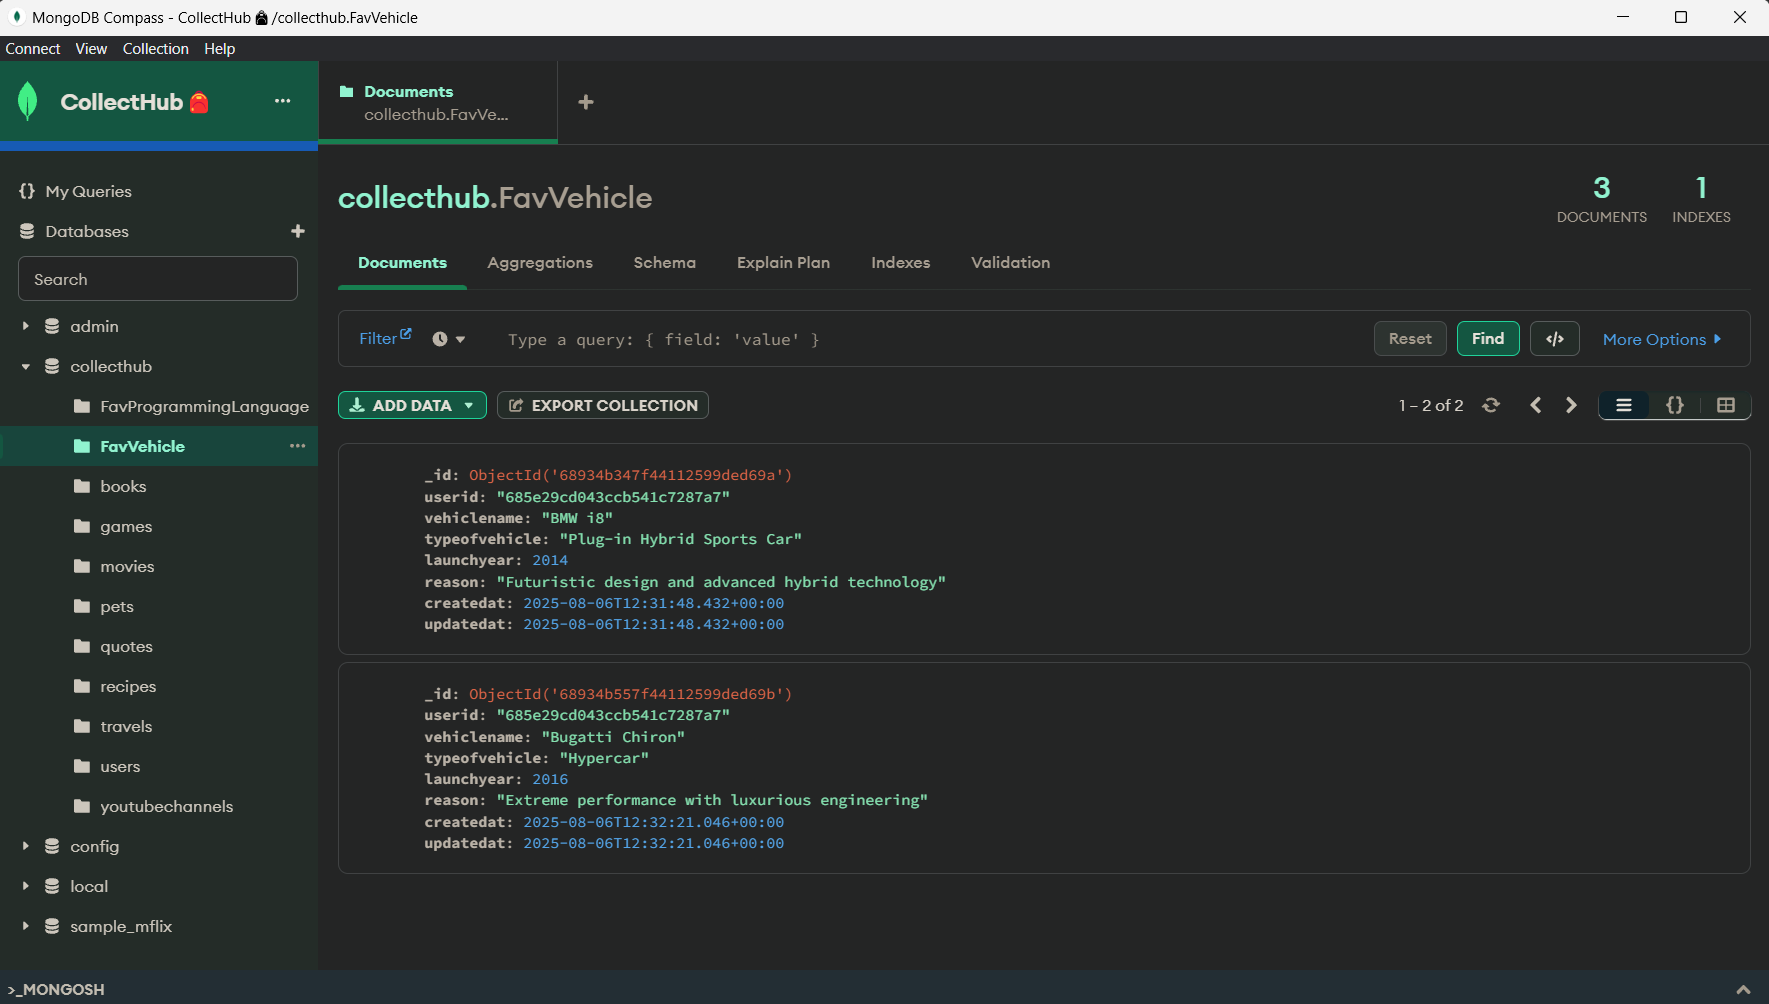 MongoDB Compass - CollectHub /collecthub.FavVehicle
Connect View Collection Help
CollectHub
Documents
collecthub.FavVe...
My Queries
Databases
Search
admin
collecthub
FavProgrammingLanguage
FavVehicle
books
games
movies
pets
quotes
recipes
travels
users
youtubechannels
config
local
sample_mflix
collecthub.FavVehicle
3
DOCUMENTS
1
INDEXES
Documents Aggregations Schema Explain Plan Indexes Validation
Filter Type a query: { field: 'value' } Reset Find </> More Options
ADD DATA EXPORT COLLECTION 1 – 2 of 2 {}
_id: ObjectId('68934b347f44112599ded69a')
userid: "685e29cd043ccb541c7287a7"
vehiclename: "BMW i8"
typeofvehicle: "Plug-in Hybrid Sports Car"
launchyear: 2014
reason: "Futuristic design and advanced hybrid technology"
createdat: 2025-08-06T12:31:48.432+00:00
updatedat: 2025-08-06T12:31:48.432+00:00
_id: ObjectId('68934b557f44112599ded69b')
userid: "685e29cd043ccb541c7287a7"
vehiclename: "Bugatti Chiron"
typeofvehicle: "Hypercar"
launchyear: 2016
reason: "Extreme performance with luxurious engineering"
createdat: 2025-08-06T12:32:21.046+00:00
updatedat: 2025-08-06T12:32:21.046+00:00
>_MONGOSH